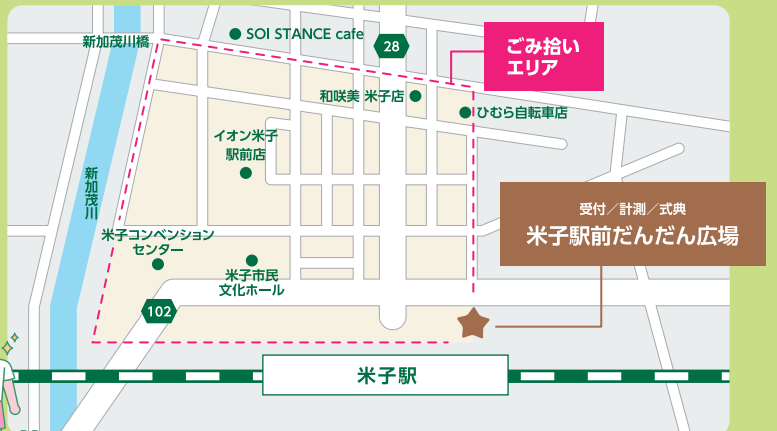 新加茂川橋
SOI STANCE cafe
28
ごみ拾い
エリア
和咲美 米子店
ひむら自転車店
イオン米子
駅前店
新加茂川
受付／計測／式典
米子駅前だんだん広場
米子コンベンション
センター
米子市民
文化ホール
102
米子駅